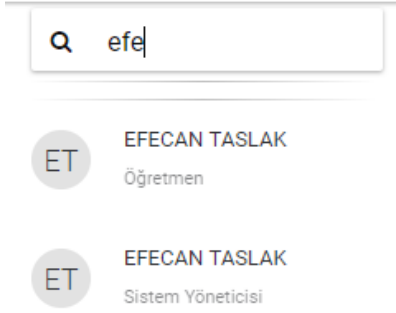 efe
ET
EFECAN TASLAK
Öğretmen
ET
EFECAN TASLAK
Sistem Yöneticisi